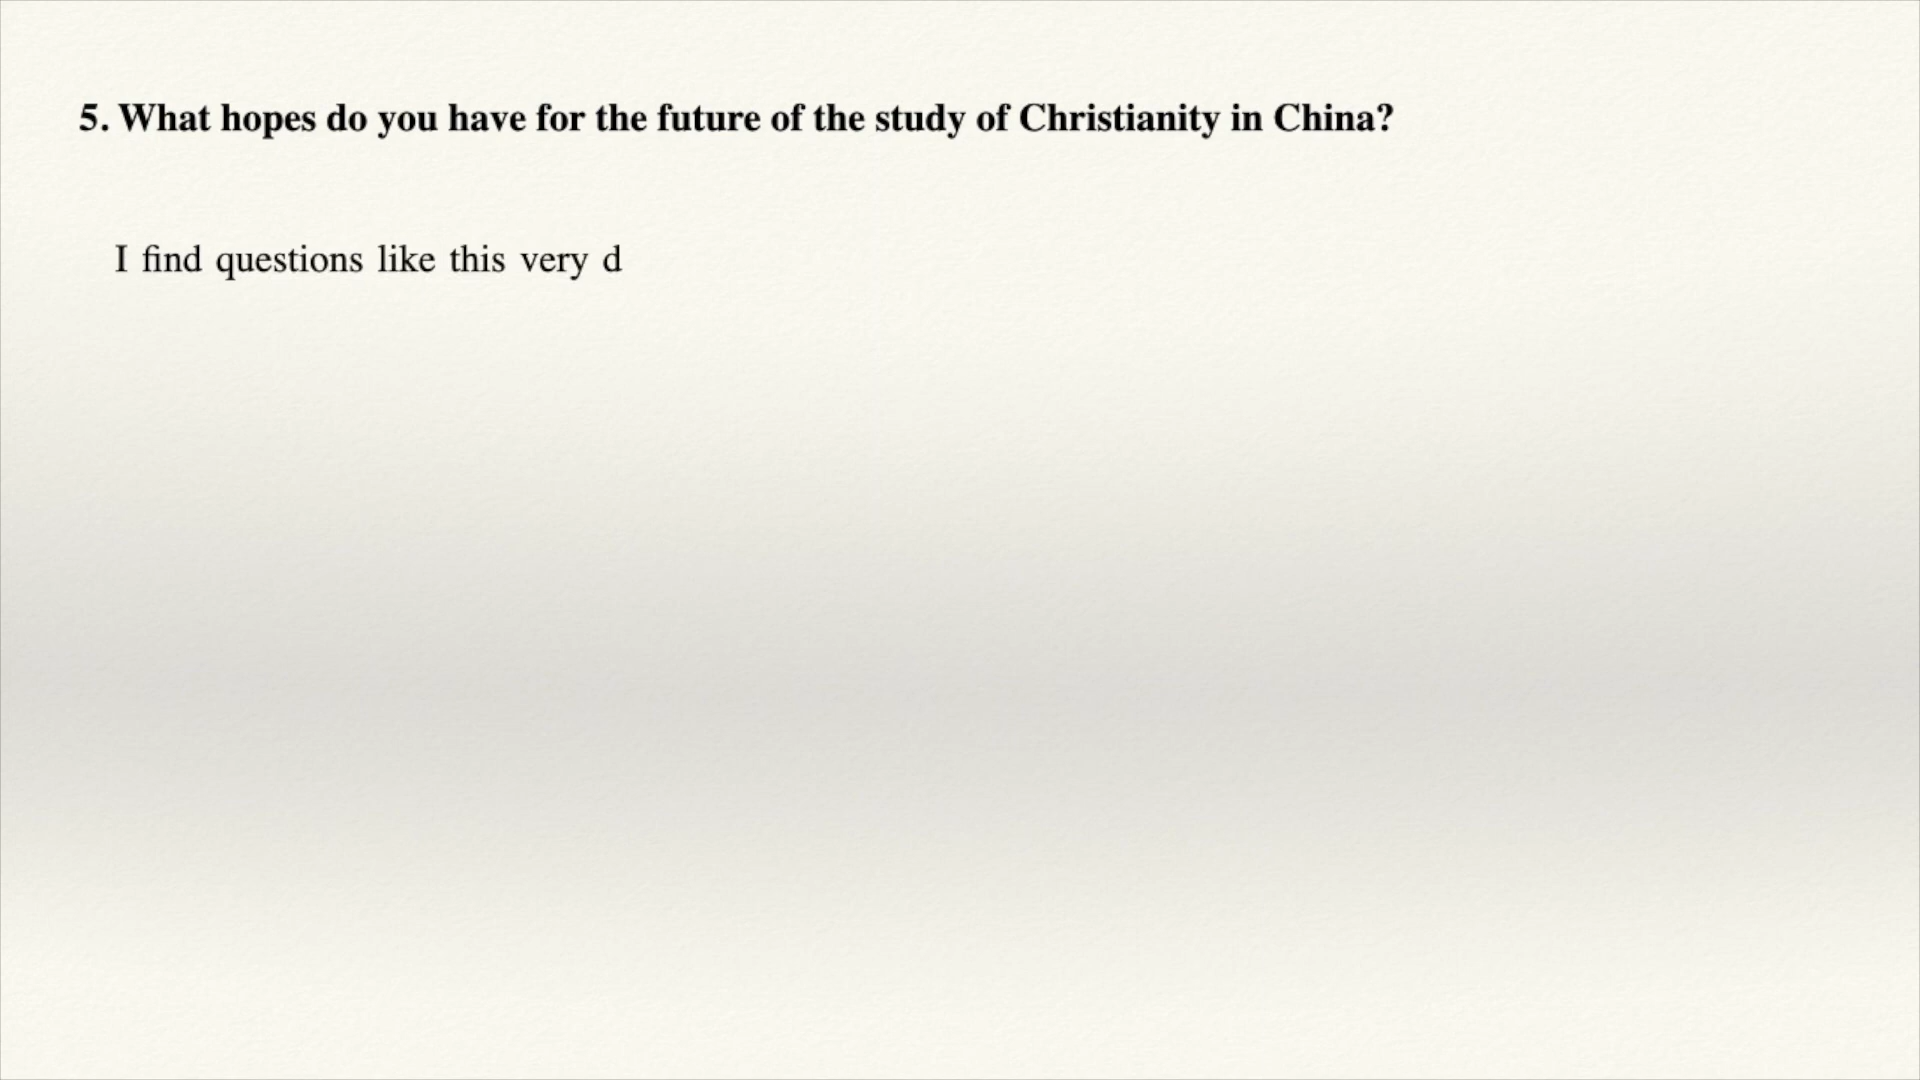 5. What hopes do you have for the future of the study of Christianity in China?
I find questions like this very d